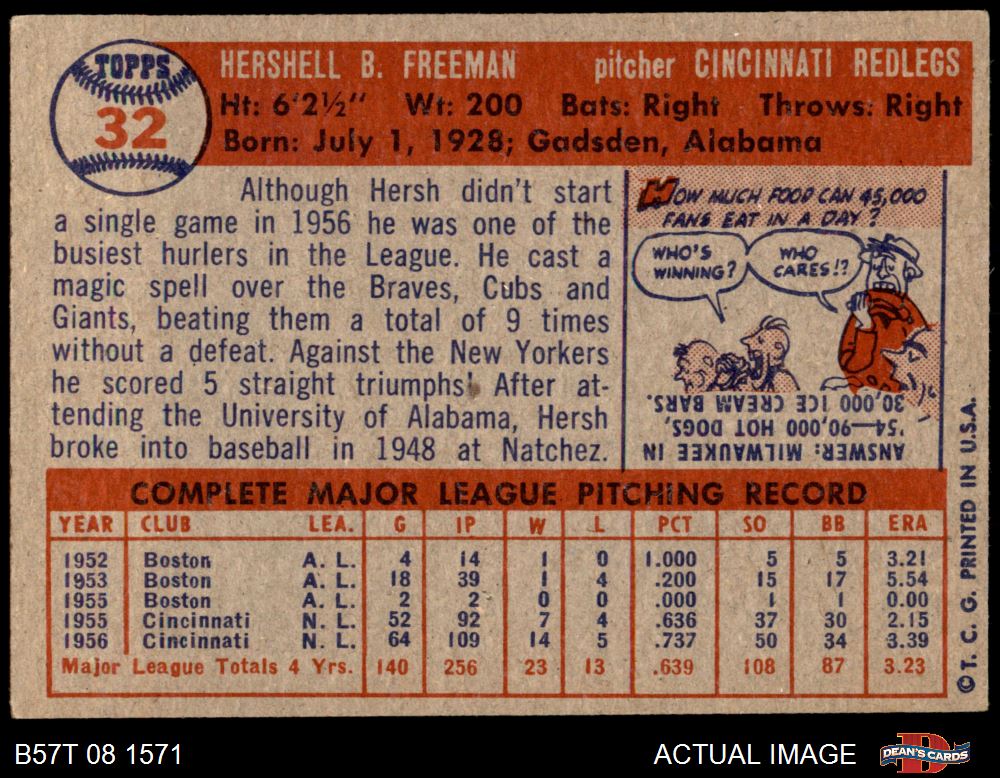 TOPPS
32
HERSHELL B. FREEMAN pitcher CINCINNATI REDLEGS
Ht: 6'2½" Wt: 200 Bats: Right Throws: Right
Born: July 1, 1928; Gadsden, Alabama
Although Hersh didn't start
a single game in 1956 he was one of the
busiest hurlers in the League. He cast a
magic spell over the Braves, Cubs and
Giants, beating them a total of 9 times
without a defeat. Against the New Yorkers
he scored 5 straight triumphs! After at-
tending the University of Alabama, Hersh
broke into baseball in 1948 at Natchez.
HOW MUCH FOOD CAN 45,000
FANS EAT IN A DAY?
WHO'S
WINNING?
WHO
CARES!?
ANSWER: MILWAUKEE IN
'54—90,000 HOT DOGS,
30,000 ICE CREAM BARS.
COMPLETE MAJOR LEAGUE PITCHING RECORD
YEAR CLUB LEA. G IP W L PCT SO BB ERA
1952 Boston A. L. 4 14 1 0 1.000 5 5 3.21
1953 Boston A. L. 18 39 1 4 .200 15 17 5.54
1955 Boston A. L. 2 2 0 0 .000 1 1 0.00
1955 Cincinnati N. L. 52 92 7 4 .636 37 30 2.15
1956 Cincinnati N. L. 64 109 14 5 .737 50 34 3.39
Major League Totals 4 Yrs. 140 256 23 13 .639 108 87 3.23
©T. C. G. PRINTED IN U.S.A.
B57T 08 1571 ACTUAL IMAGE DEAN'S CARDS